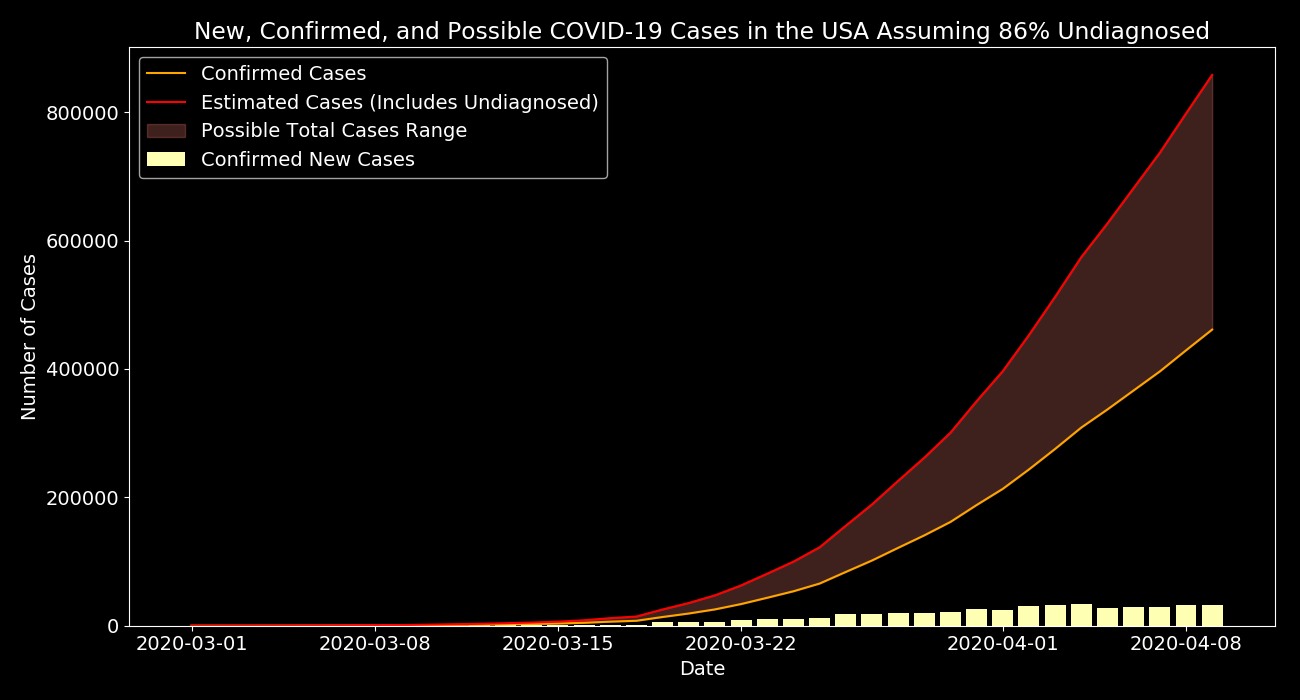 New, Confirmed, and Possible COVID-19 Cases in the USA Assuming 86% Undiagnosed
Confirmed Cases
Estimated Cases (Includes Undiagnosed)
Possible Total Cases Range
Confirmed New Cases
Number of Cases
800000
600000
400000
200000
0
2020-03-01 2020-03-08 2020-03-15 2020-03-22 2020-04-01 2020-04-08
Date